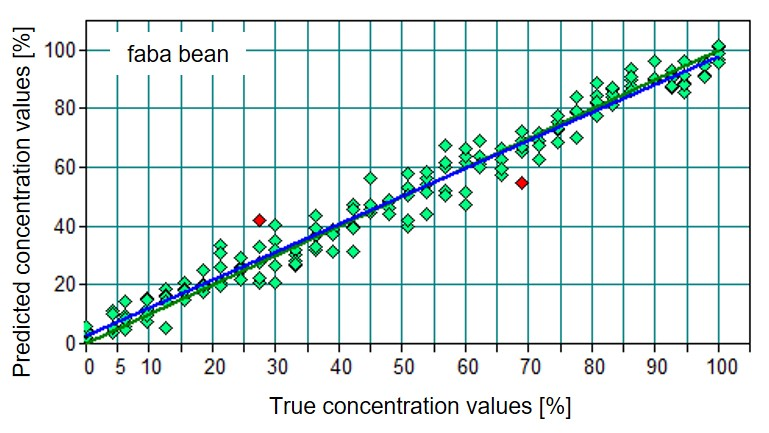 faba bean
Predicted concentration values [%]
100
80
60
40
20
0
0 5 10 20 30 40 50 60 70 80 90 100
True concentration values [%]